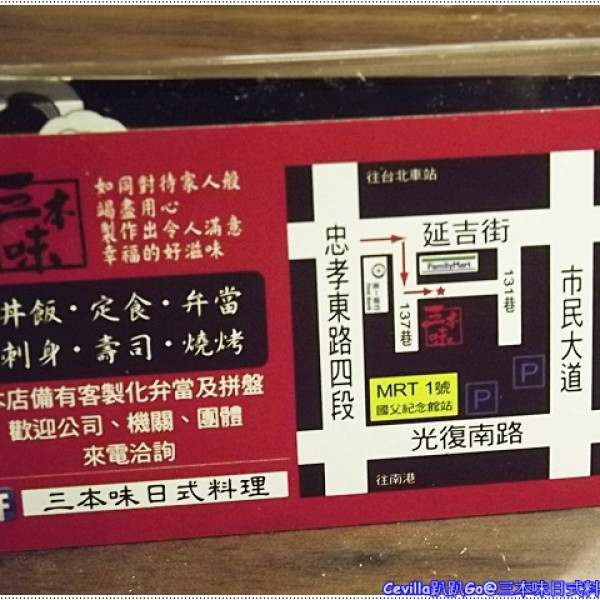 三本味
如同對待家人般
竭盡用心
製作出令人滿意
幸福的好滋味
丼飯・定食・弁當
刺身・壽司・燒烤
本店備有客製化弁當及拼盤
歡迎公司、機關、團體
來電洽詢
三本味日式料理
往台北車站
延吉街
忠孝東路四段
FamilyMart
131巷
137巷
三本味
市民大道
MRT 1號
國父紀念館站
P
P
光復南路
往南港
Cevilla趴趴Go@三本味日式料